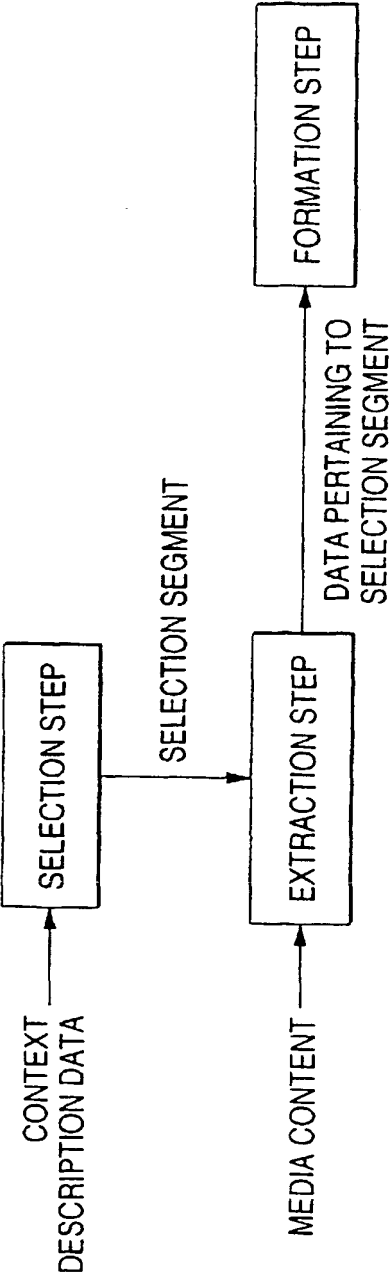 CONTEXT
DESCRIPTION DATA
SELECTION STEP
SELECTION SEGMENT
MEDIA CONTENT
EXTRACTION STEP
DATA PERTAINING TO
SELECTION SEGMENT
FORMATION STEP